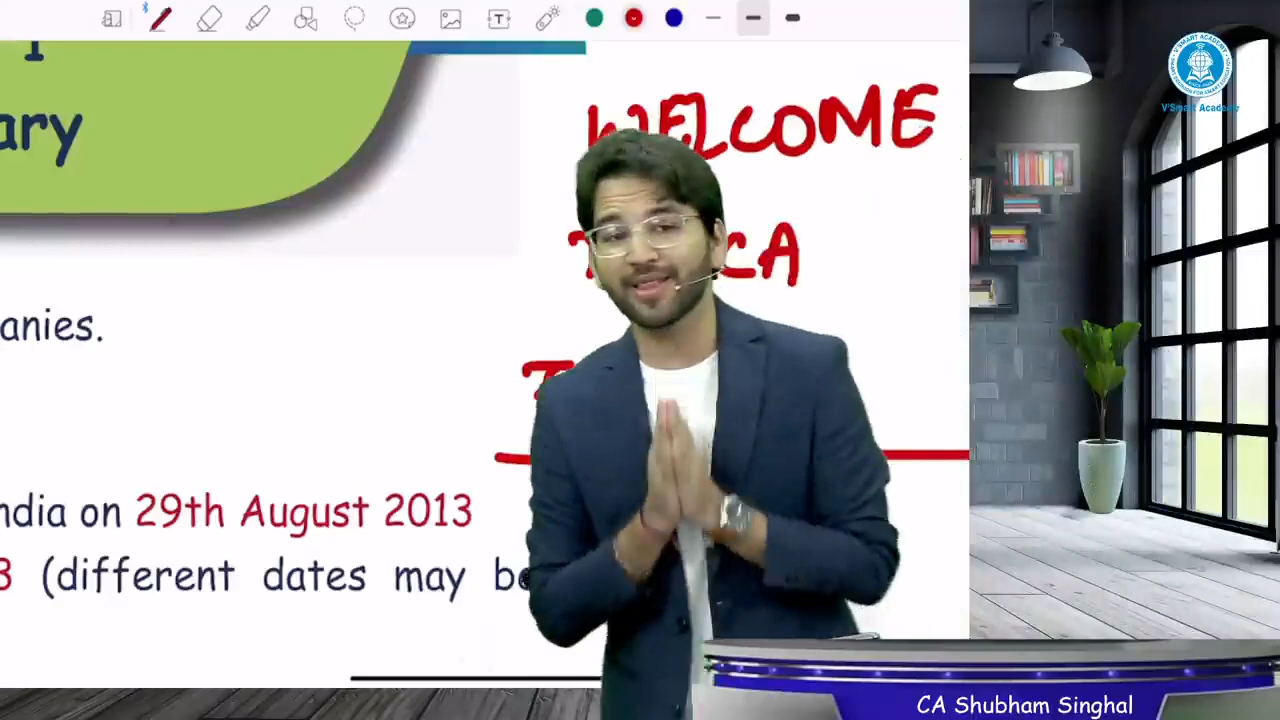 ary
WELCOME
CA
anies.
ndia on 29th August 2013
3 (different dates may be
V'Smart Academy
CA Shubham Singhal